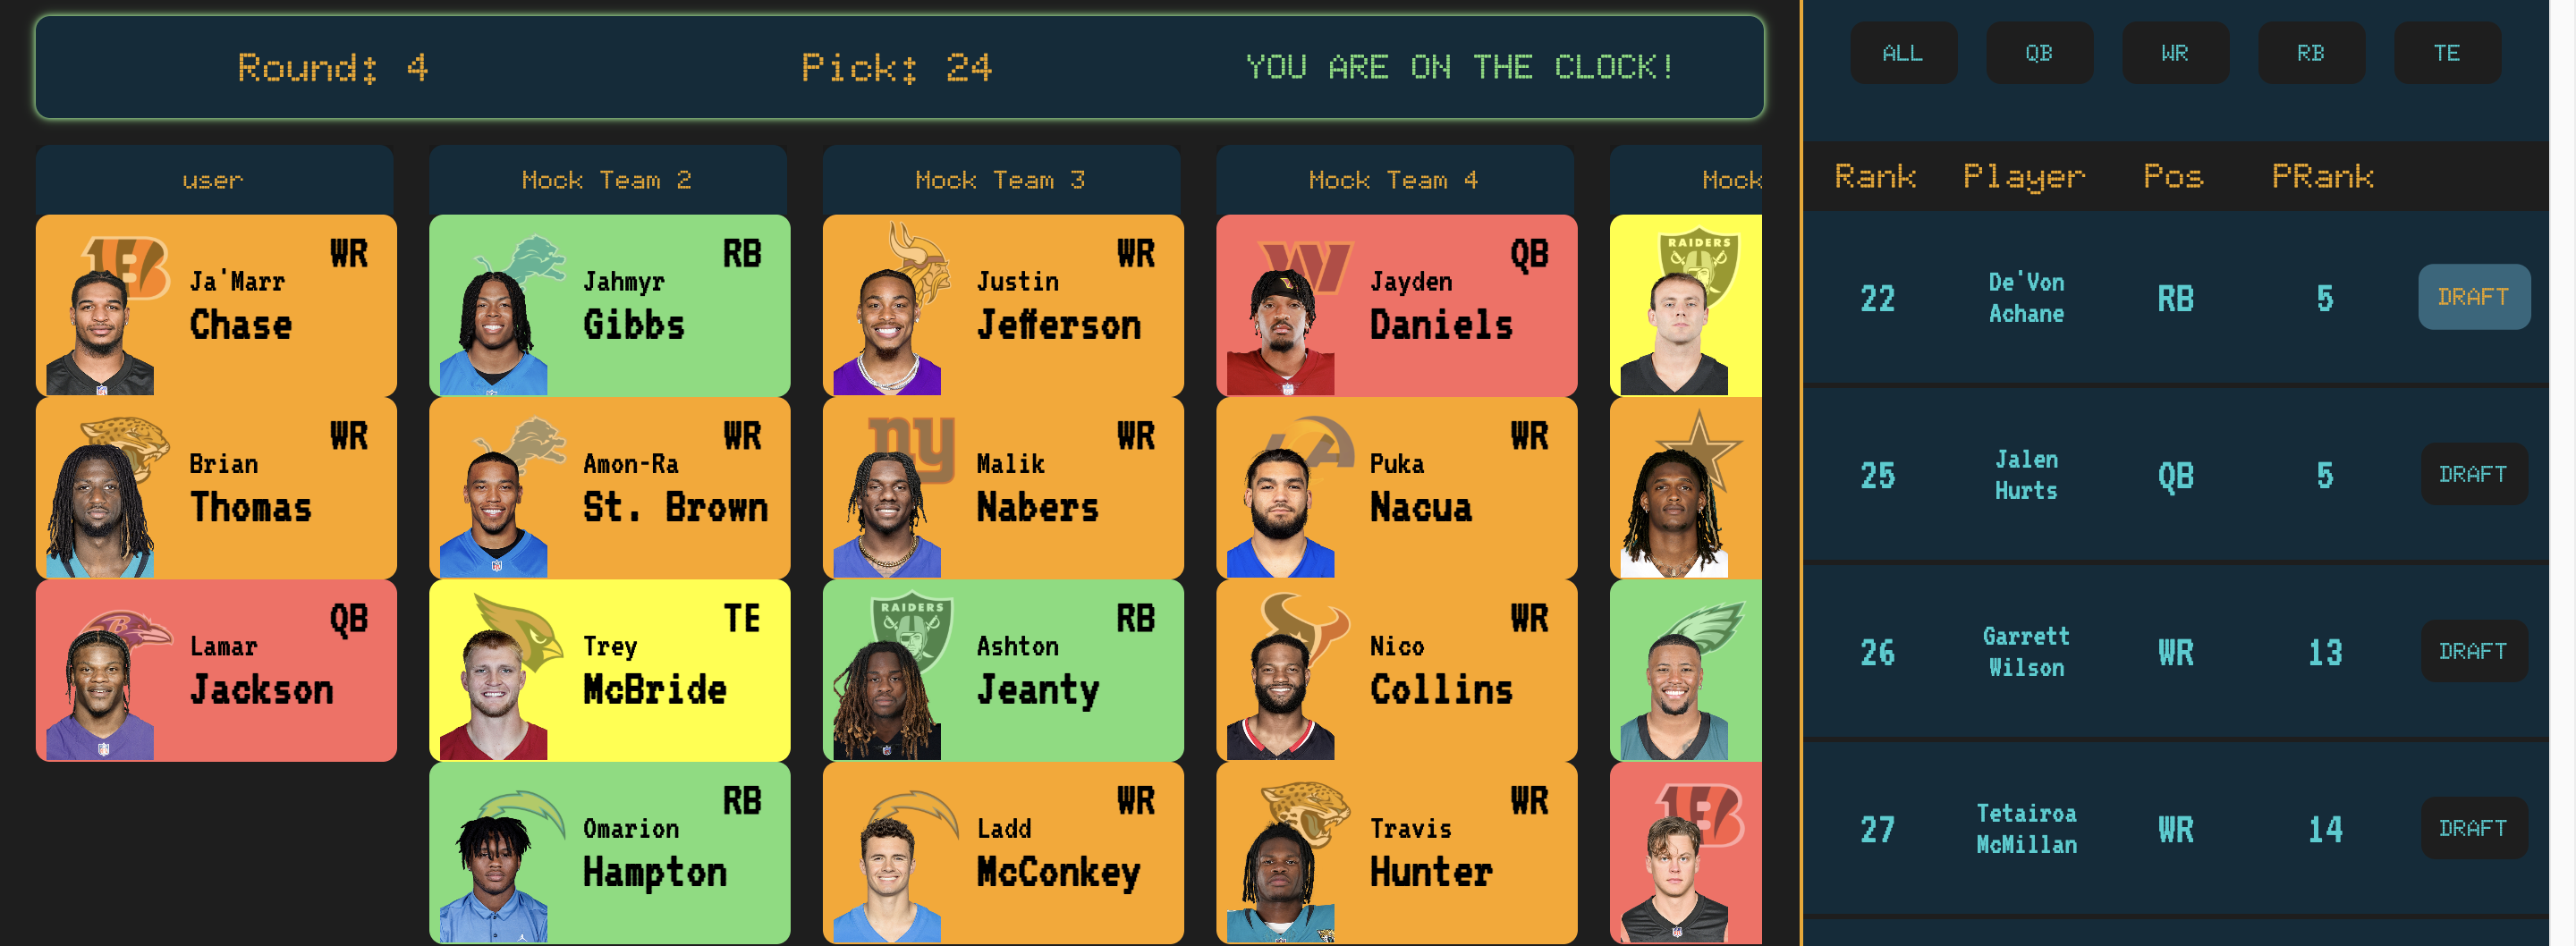 Round: 4
Pick: 24
YOU ARE ON THE CLOCK!
ALL
QB
WR
RB
TE
user
Mock Team 2
Mock Team 3
Mock Team 4
Mock
WR
Ja'Marr
Chase
RB
Jahmyr
Gibbs
WR
Justin
Jefferson
QB
Jayden
Daniels
RAIDERS
WR
Brian
Thomas
WR
Amon-Ra
St. Brown
ny
WR
Malik
Nabers
WR
Puka
Nacua
QB
Lamar
Jackson
TE
Trey
McBride
RAIDERS
RB
Ashton
Jeanty
WR
Nico
Collins
RB
Omarion
Hampton
WR
Ladd
McConkey
WR
Travis
Hunter
Rank Player Pos PRank
22 De'Von Achane RB 5 DRAFT
25 Jalen Hurts QB 5 DRAFT
26 Garrett Wilson WR 13 DRAFT
27 Tetairoa McMillan WR 14 DRAFT